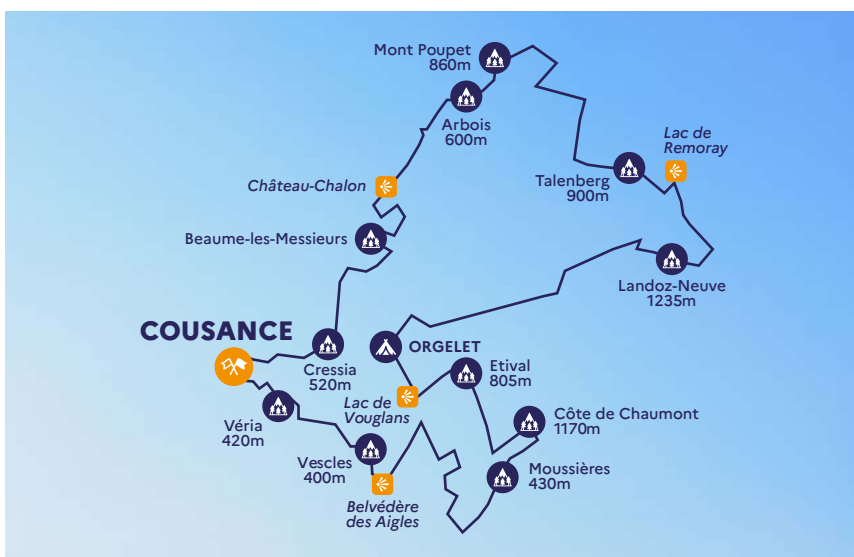 Mont Poupet
860m
Arbois
600m
Lac de
Remoray
Château-Chalon
Talenberg
900m
Beaume-les-Messieurs
Landoz-Neuve
1235m
COUSANCE
ORGELET
Cressia
520m
Etival
805m
Lac de
Vouglans
Véria
420m
Côte de Chaumont
1170m
Vescles
400m
Moussières
430m
Belvédère
des Aigles